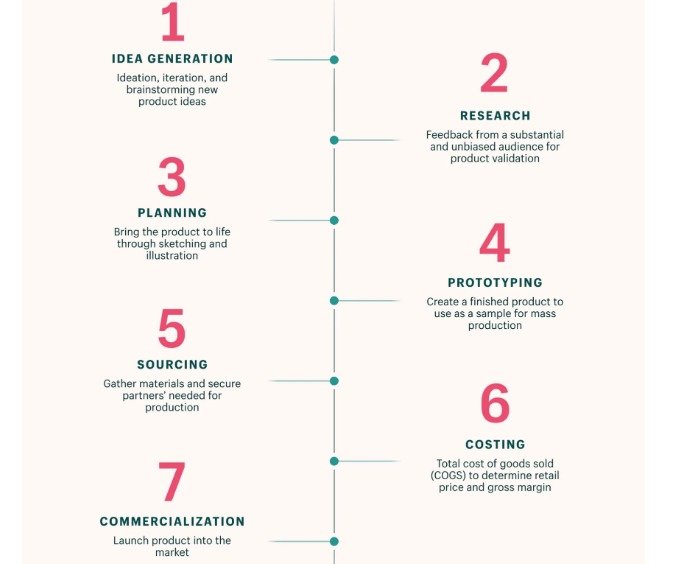 1
IDEA GENERATION
Ideation, iteration, and
brainstorming new
product ideas
2
RESEARCH
Feedback from a substantial
and unbiased audience for
product validation
3
PLANNING
Bring the product to life
through sketching and
illustration
4
PROTOTYPING
Create a finished product to
use as a sample for mass
production
5
SOURCING
Gather materials and secure
partners' needed for
production
6
COSTING
Total cost of goods sold
(COGS) to determine retail
price and gross margin
7
COMMERCIALIZATION
Launch product into the
market